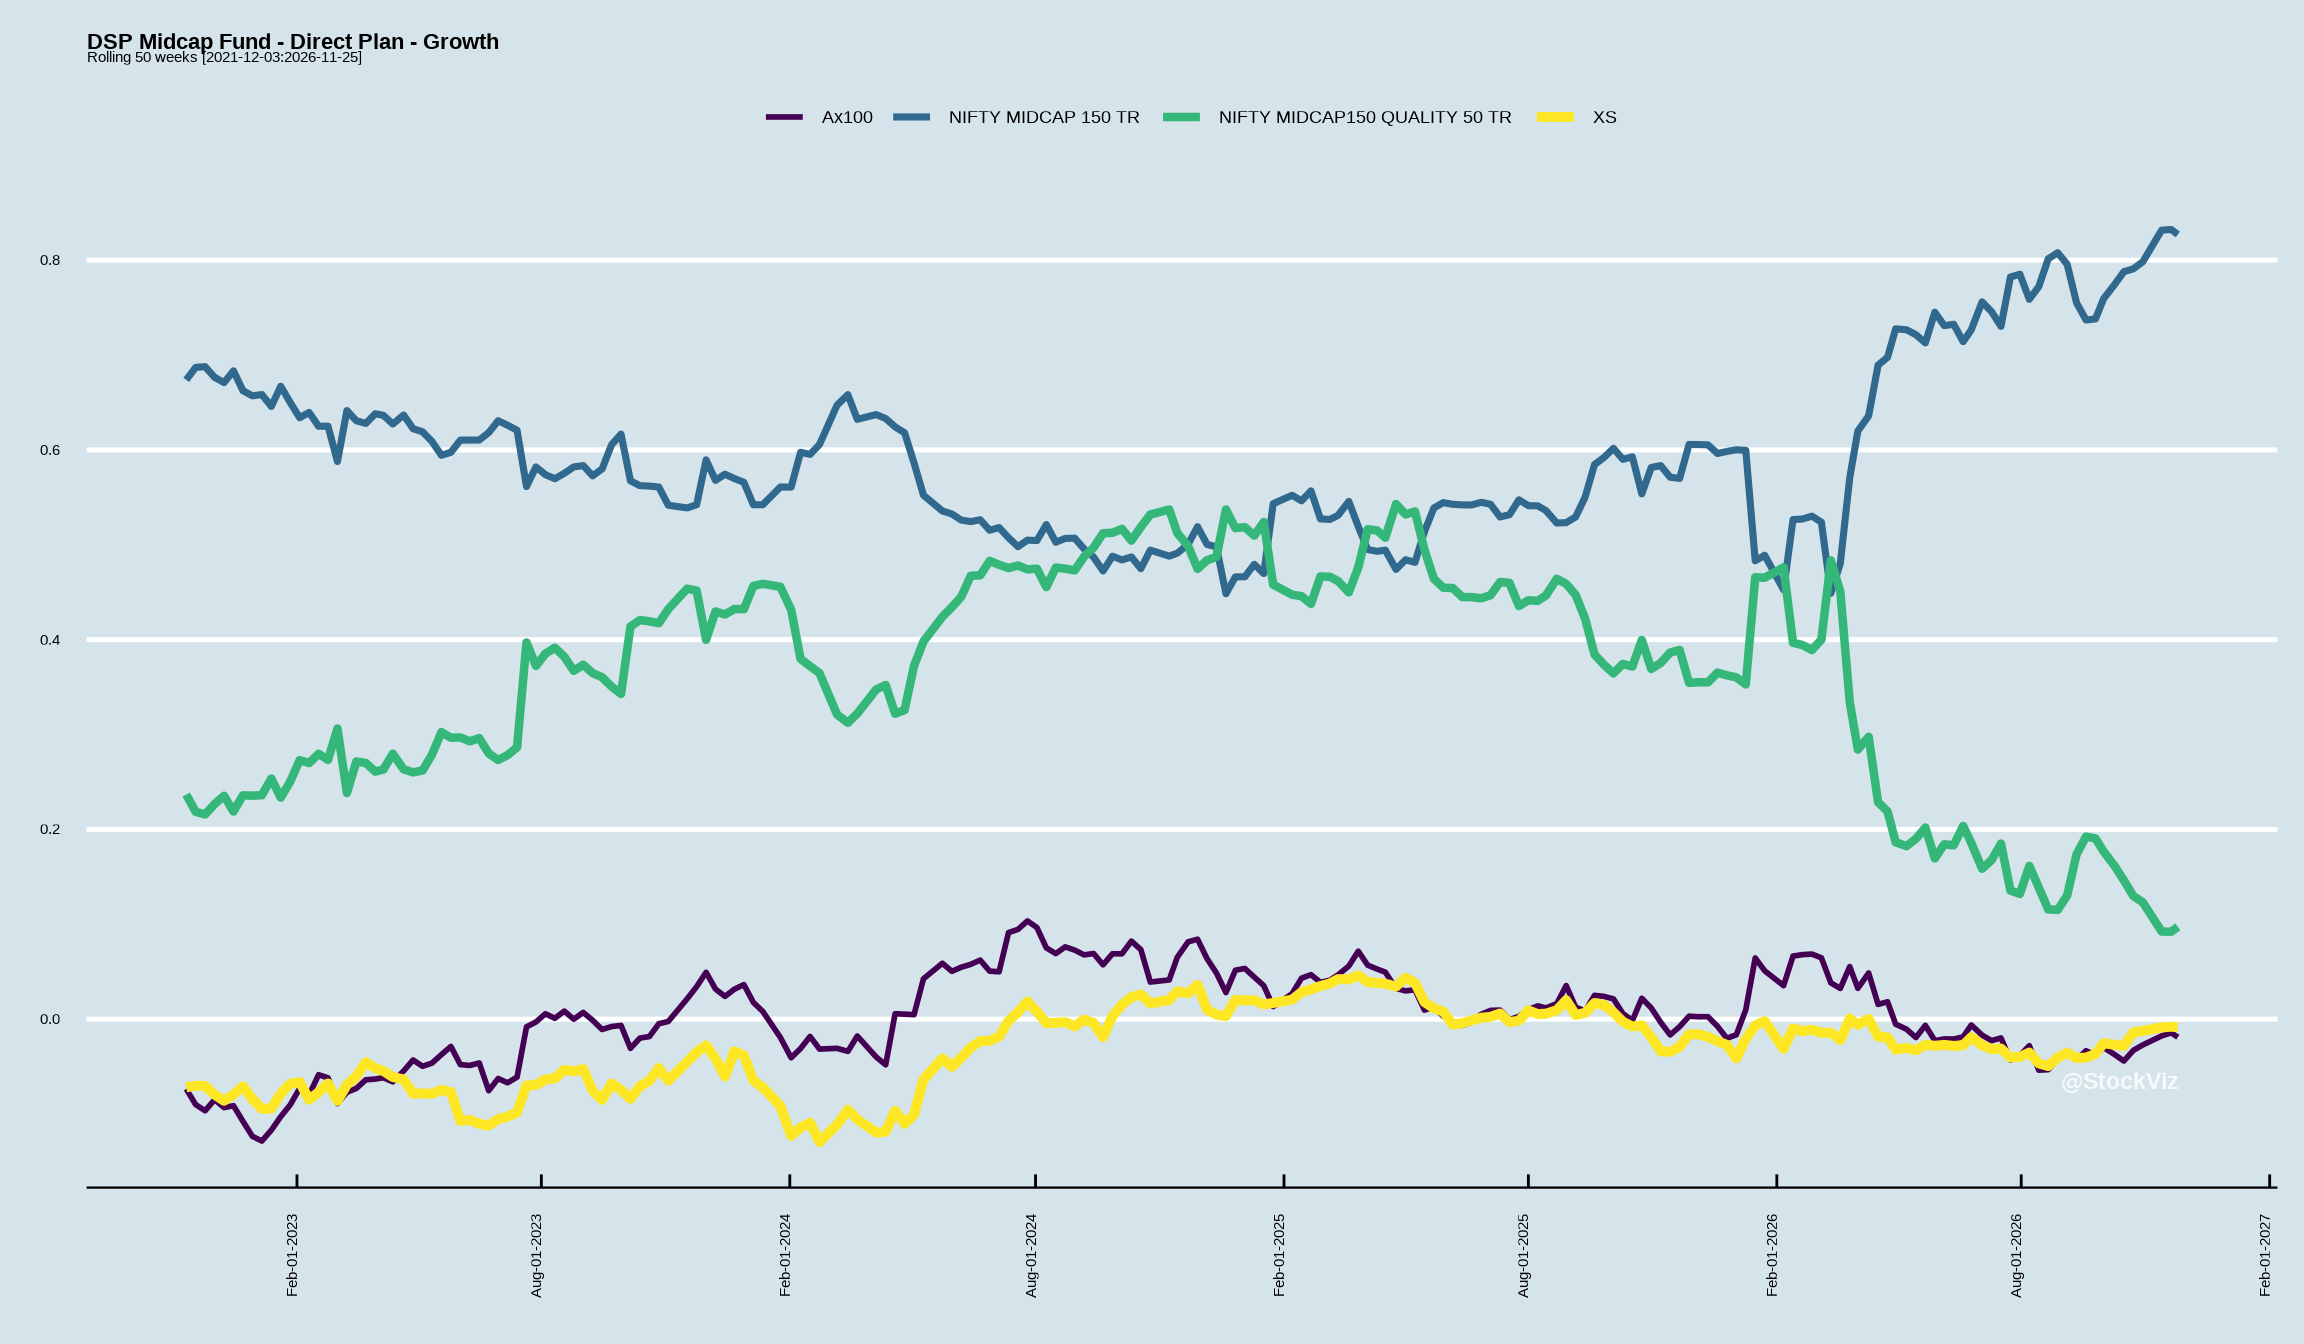 DSP Midcap Fund - Direct Plan - Growth
Rolling 50 weeks [2021-12-03:2026-11-25]
Ax100 NIFTY MIDCAP 150 TR NIFTY MIDCAP150 QUALITY 50 TR XS
0.8
0.6
0.4
0.2
0.0
@StockViz
Feb-01-2023
Aug-01-2023
Feb-01-2024
Aug-01-2024
Feb-01-2025
Aug-01-2025
Feb-01-2026
Aug-01-2026
Feb-01-2027